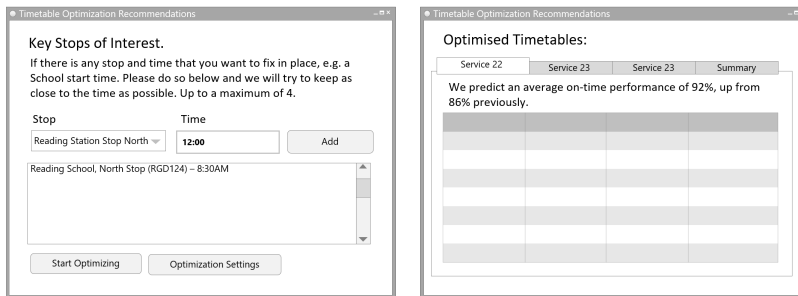 Timetable Optimization Recommendations
Key Stops of Interest.
If there is any stop and time that you want to fix in place, e.g. a
School start time. Please do so below and we will try to keep as
close to the time as possible. Up to a maximum of 4.
Stop Time
Reading Station Stop North 12:00 Add
Reading School, North Stop (RGD124) – 8:30AM
Start Optimizing Optimization Settings
Timetable Optimization Recommendations
Optimised Timetables:
Service 22 Service 23 Service 23 Summary
We predict an average on-time performance of 92%, up from
86% previously.